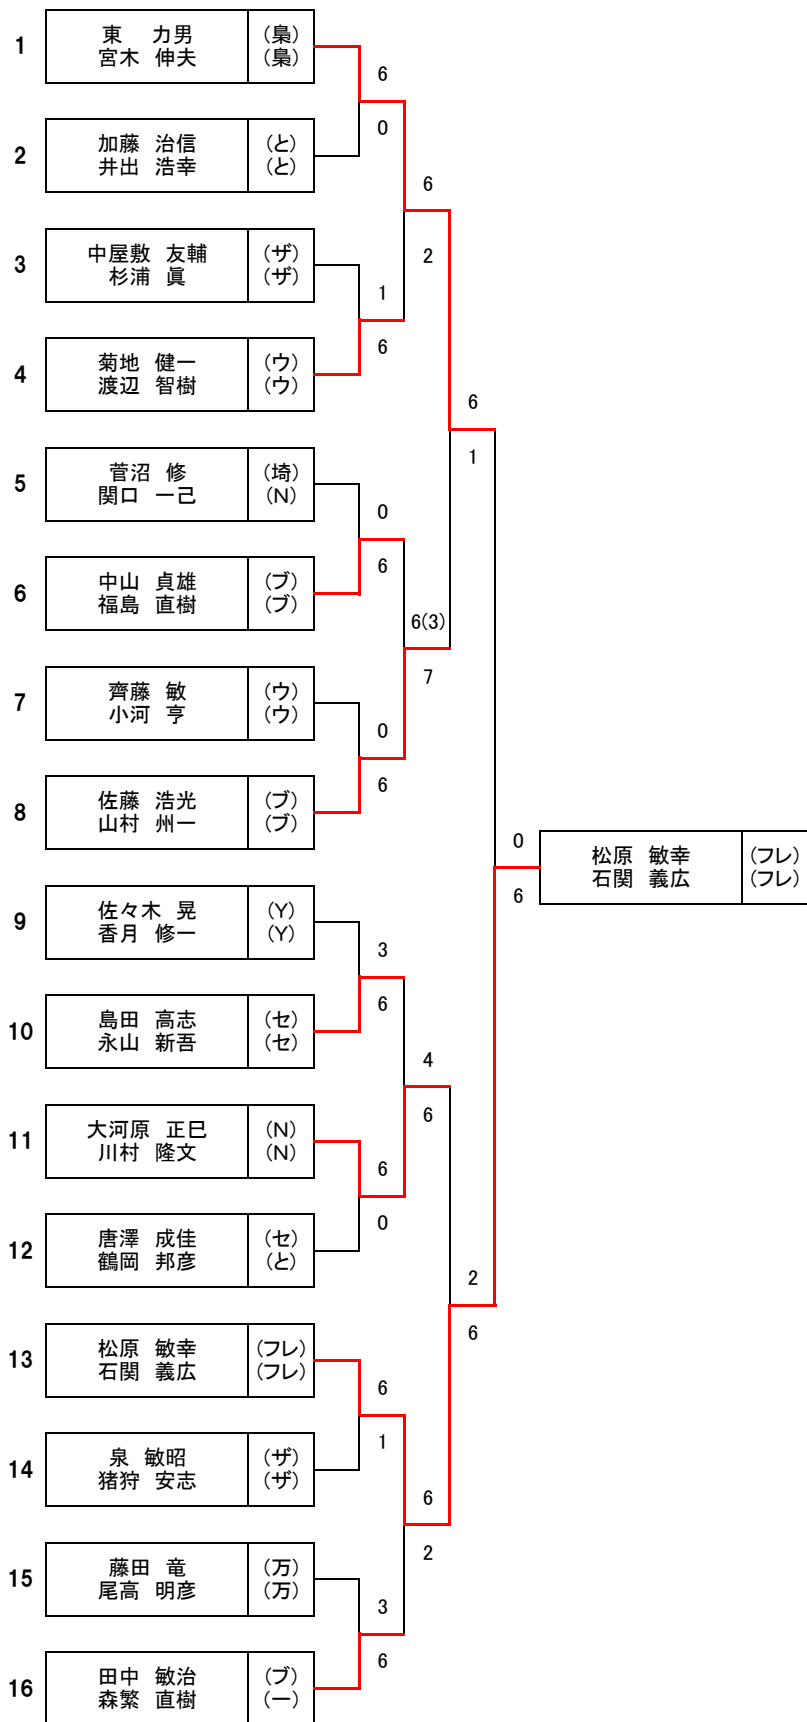 1 東 力男 (梟)
宮木 伸夫 (梟)
6
0
2 加藤 治信 (と)
井出 浩幸 (と)
6
2
3 中屋敷 友輔 (ザ)
杉浦 眞 (ザ)
1
6
4 菊地 健一 (ウ)
渡辺 智樹 (ウ)
6
1
5 菅沼 修 (埼)
関口 一己 (N)
0
6
6 中山 貞雄 (ブ)
福島 直樹 (ブ)
6(3)
7
7 齊藤 敏 (ウ)
小河 亨 (ウ)
0
6
8 佐藤 浩光 (ブ)
山村 州一 (ブ)
0
6
松原 敏幸 (フレ)
石関 義広 (フレ)
9 佐々木 晃 (Y)
香月 修一 (Y)
3
6
10 島田 高志 (セ)
永山 新吾 (セ)
4
6
11 大河原 正巳 (N)
川村 隆文 (N)
6
0
12 唐澤 成佳 (セ)
鶴岡 邦彦 (と)
2
6
13 松原 敏幸 (フレ)
石関 義広 (フレ)
6
1
14 泉 敏昭 (ザ)
猪狩 安志 (ザ)
6
2
15 藤田 竜 (万)
尾高 明彦 (万)
3
6
16 田中 敏治 (ブ)
森繁 直樹 (一)